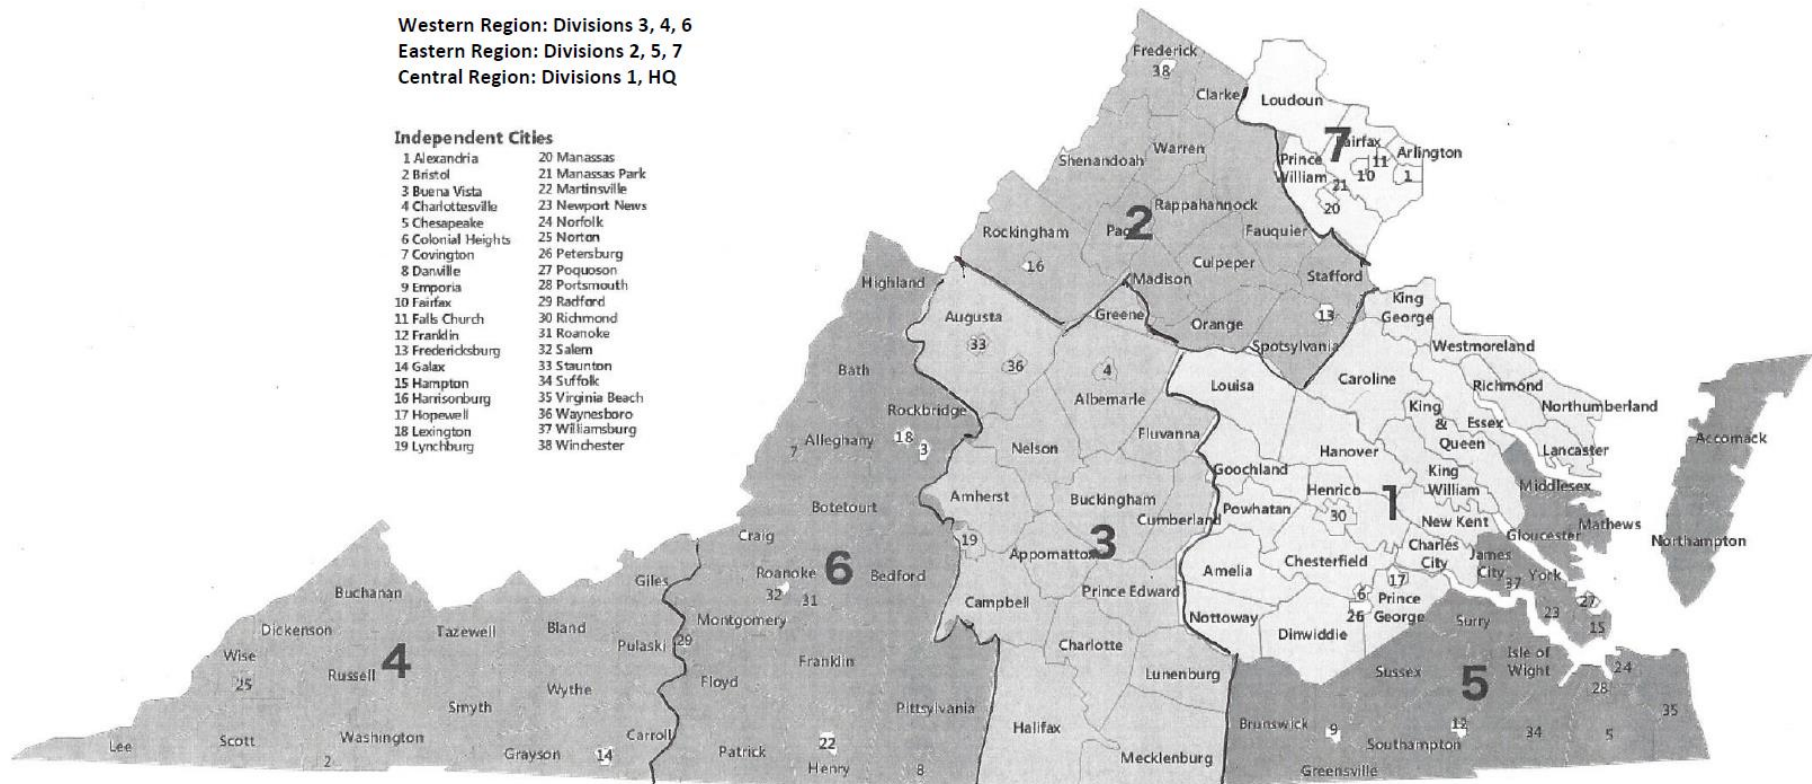 Western Region: Divisions 3, 4, 6
Eastern Region: Divisions 2, 5, 7
Central Region: Divisions 1, HQ
Independent Cities
1 Alexandria
2 Bristol
3 Buena Vista
4 Charlottesville
5 Chesapeake
6 Colonial Heights
7 Covington
8 Danville
9 Emporia
10 Fairfax
11 Falls Church
12 Franklin
13 Fredericksburg
14 Galax
15 Hampton
16 Harrisonburg
17 Hopewell
18 Lexington
19 Lynchburg
20 Manassas
21 Manassas Park
22 Martinsville
23 Newport News
24 Norfolk
25 Norton
26 Petersburg
27 Poquoson
28 Portsmouth
29 Radford
30 Richmond
31 Roanoke
32 Salem
33 Staunton
34 Suffolk
35 Virginia Beach
36 Waynesboro
37 Williamsburg
38 Winchester
Frederick
38
Clarke
Warren
Shenandoah
Rappahannock
Page
2
Rockingham
16
Fauquier
Culpeper
Madison
Stafford
Orange
13
Spotsylvania
Loudoun
7
Fairfax
Arlington
Prince
William
11
10
1
21
20
Highland
Augusta
33
36
Greene
4
Albemarle
Bath
Rockbridge
18
3
Alleghany
7
Nelson
Fluvanna
Amherst
Buckingham
Cumberland
19
Appomattox
3
Campbell
Prince Edward
Charlotte
Lunenburg
Halifax
Mecklenburg
Botetourt
Craig
Roanoke
32
31
6
Bedford
Montgomery
29
Franklin
Floyd
Pittsylvania
Patrick
22
Henry
8
Giles
Buchanan
Dickenson
Tazewell
Bland
Pulaski
Wise
25
Russell
4
Wythe
Smyth
Lee
Scott
Washington
2
Grayson
14
Carroll
King
George
Westmoreland
Louisa
Caroline
Richmond
Northumberland
King
&
Queen
Essex
Lancaster
Hanover
Goochland
King
William
Henrico
30
1
Powhatan
New Kent
Charles
City
Chesterfield
Amelia
17
6
26
Prince
George
Nottoway
Dinwiddie
Accomack
Northampton
Middlesex
Mathews
Gloucester
James
City
37
York
23
27
15
Surry
Isle of
Wight
Sussex
5
24
28
35
Brunswick
9
12
34
5
Southampton
Greensville